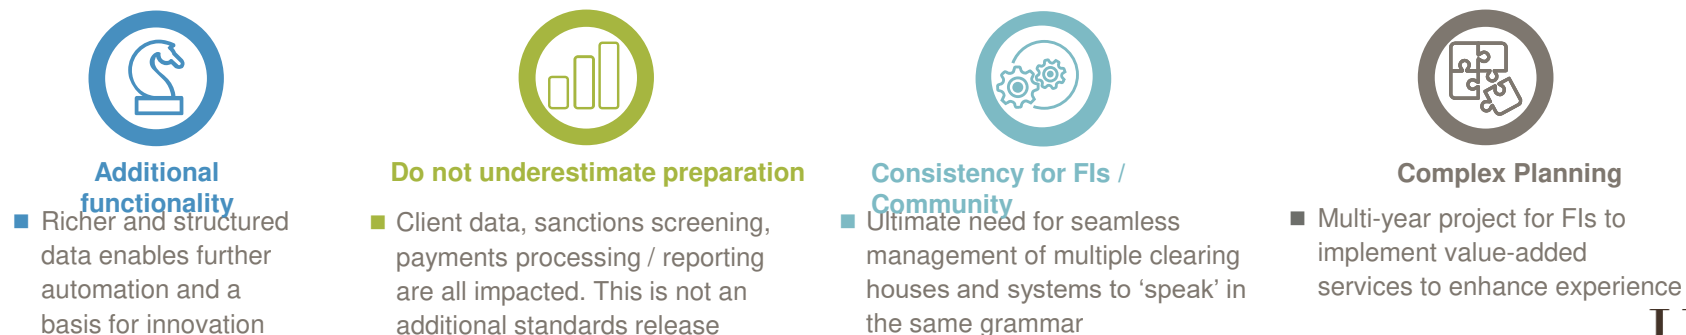 Additional
functionality
■ Richer and structured
data enables further
automation and a
basis for innovation
Do not underestimate preparation
■ Client data, sanctions screening,
payments processing / reporting
are all impacted. This is not an
additional standards release
Consistency for FIs /
Community
■ Ultimate need for seamless
management of multiple clearing
houses and systems to ‘speak’ in
the same grammar
Complex Planning
■ Multi-year project for FIs to
implement value-added
services to enhance experience